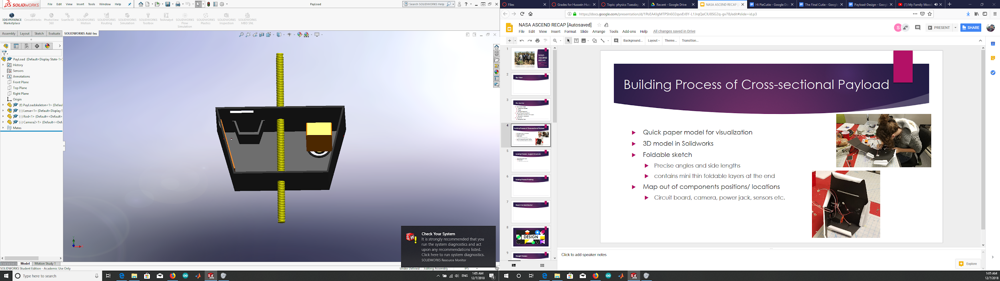 SOLIDWORKS
File Edit View Insert Tools Window Help
PayLoad
Search SOLIDWORKS Help
3DEXPERIENCE Marketplace
CircuitWorks
PhotoView 360
ScanTo3D
SOLIDWORKS Motion
SOLIDWORKS Routing
SOLIDWORKS Simulation
SOLIDWORKS Toolbox
TolAnalyst
SOLIDWORKS Flow Simulation
SOLIDWORKS Plastics
SOLIDWORKS Inspection
SOLIDWORKS MBD SNL
Assembly Layout Sketch Evaluate SOLIDWORKS Add-Ins
PayLoad (Default<Display State-1>)
History
Sensors
Annotations
Front Plane
Top Plane
Right Plane
Origin
(f) PayLoadskeleton<1> (Defau
(-) Lense<1> (Default<Display S
(-) Rod<1> (Default<<Default>
(-) Camera2<1> (Default<<Def
Mates
Check Your System
It is strongly recommended that you
run the system diagnostics and act
upon any recommendations listed.
Click here to run system diagnostics.
SOLIDWORKS Resource Monitor
Model Motion Study 1
SOLIDWORKS Student Edition - Academic Use Only
Under Defined Editing Assembly IPS
Type here to search
ENG
1:05 AM
12/7/2018
Files
Grades for Hussein Hus
Topic: physics Tuesday,
Recent - Google Drive
NASA ASCEND RECAP [
Hi PieCutie - Google Do
The Final Cutie - Google
Payload-Design - Googl
(1) My Family Mood
https://docs.google.com/presentation/d/1PoEA4JgMTPSh602qvxEr8Y-L1JrqQeClU8SG2q-gv78/edit#slide=id.p3
NASA ASCEND RECAP [Autosaved]
File Edit View Insert Format Slide Arrange Tools Add-ons Help
All changes saved in Drive
S
PRESENT
SHARE
Background... Layout Theme... Transition...
1
NASA
ASCEND
RECAP
2
Our Vision
3
Our Journey
4
Building Process of Cross-sectional Payload
5
Building Process - Support Structures
6
Building Process Finalizing
7
Recommended Solution
8
DESIGN
9
Thought Process :
Building Process of Cross-sectional Payload
Quick paper model for visualization
3D model in Solidworks
Foldable sketch
Precise angles and side lengths
contains mini thin foldable layers at the end
Map out of components positions/ locations
Circuit board, camera, power jack, sensors etc.
Click to add speaker notes
Explore
1:05 AM
12/7/2018